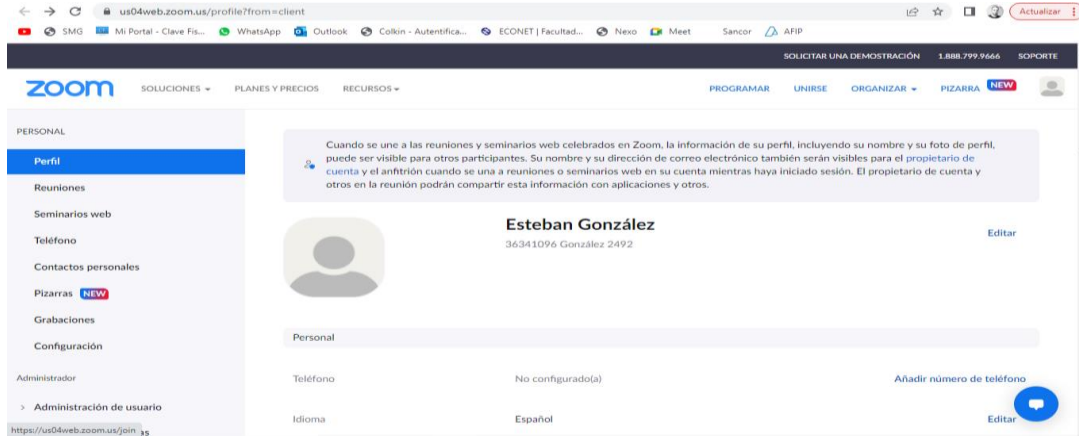 us04web.zoom.us/profile?from=client
Actualizar
SMG Mi Portal - Clave Fis... WhatsApp Outlook Colkin - Autentifica... ECONET | Facultad... Nexo Meet Sancor AFIP
SOLICITAR UNA DEMOSTRACIÓN 1.888.799.9666 SOPORTE
zoom SOLUCIONES PLANES Y PRECIOS RECURSOS PROGRAMAR UNIRSE ORGANIZAR PIZARRA NEW
PERSONAL
Perfil
Reuniones
Seminarios web
Teléfono
Contactos personales
Pizarras NEW
Grabaciones
Configuración
Administrador
> Administración de usuario
https://us04web.zoom.us/join
Cuando se une a las reuniones y seminarios web celebrados en Zoom, la información de su perfil, incluyendo su nombre y su foto de perfil,
puede ser visible para otros participantes. Su nombre y su dirección de correo electrónico también serán visibles para el propietario de
cuenta y el anfitrión cuando se una a reuniones o seminarios web en su cuenta mientras haya iniciado sesión. El propietario de cuenta y
otros en la reunión podrán compartir esta información con aplicaciones y otros.
Esteban González
36341096 González 2492
Editar
Personal
Teléfono No configurado(a) Añadir número de teléfono
Idioma Español Editar